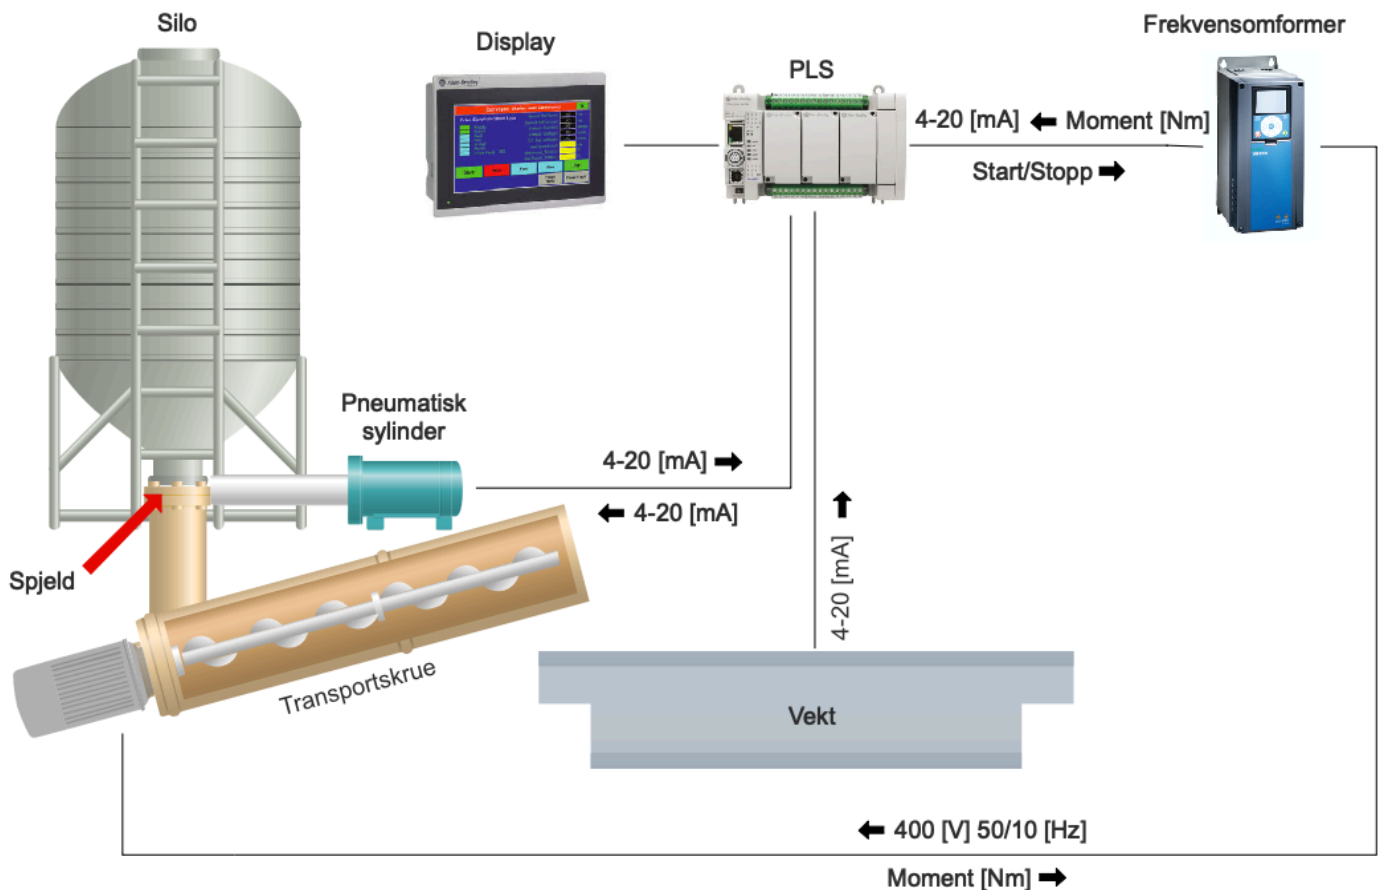 Silo
Display
PLS
Frekvensomformer
4-20 [mA] ← Moment [Nm]
Start/Stopp →
Pneumatisk
sylinder
4-20 [mA] →
← 4-20 [mA]
4-20 [mA] →
Spjeld
Transportskrue
Vekt
← 400 [V] 50/10 [Hz]
Moment [Nm] →